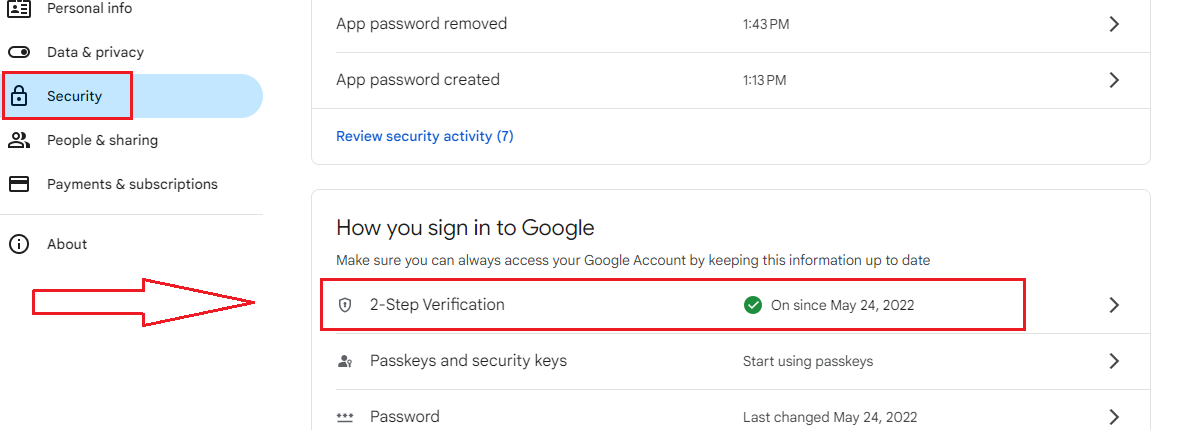 Personal info
Data & privacy
Security
People & sharing
Payments & subscriptions
About
App password removed 1:43 PM
App password created 1:13 PM
Review security activity (7)
How you sign in to Google
Make sure you can always access your Google Account by keeping this information up to date
2-Step Verification On since May 24, 2022
Passkeys and security keys Start using passkeys
Password Last changed May 24, 2022